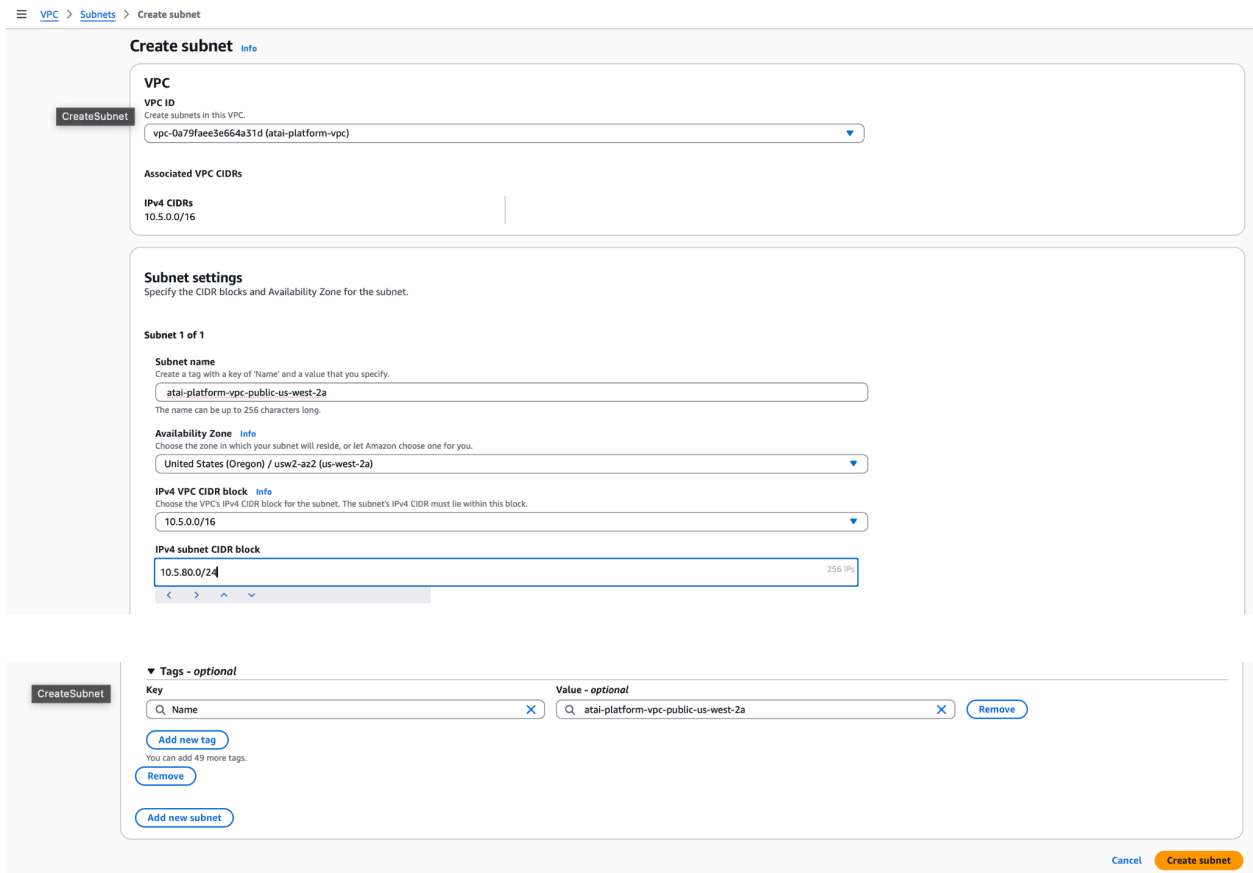 VPC > Subnets > Create subnet
Create subnet Info
VPC
VPC ID
CreateSubnet
Create subnets in this VPC.
vpc-0a79faee3e664a31d (atai-platform-vpc)
Associated VPC CIDRs
IPv4 CIDRs
10.5.0.0/16
Subnet settings
Specify the CIDR blocks and Availability Zone for the subnet.
Subnet 1 of 1
Subnet name
Create a tag with a key of 'Name' and a value that you specify.
atai-platform-vpc-public-us-west-2a
The name can be up to 256 characters long.
Availability Zone Info
Choose the zone in which your subnet will reside, or let Amazon choose one for you.
United States (Oregon) / usw2-az2 (us-west-2a)
IPv4 VPC CIDR block Info
Choose the VPC's IPv4 CIDR block for the subnet. The subnet's IPv4 CIDR must lie within this block.
10.5.0.0/16
IPv4 subnet CIDR block
10.5.80.0/24 256 IPs
Tags - optional
CreateSubnet
Key Value - optional
Name atai-platform-vpc-public-us-west-2a Remove
Add new tag
You can add 49 more tags.
Remove
Add new subnet
Cancel Create subnet